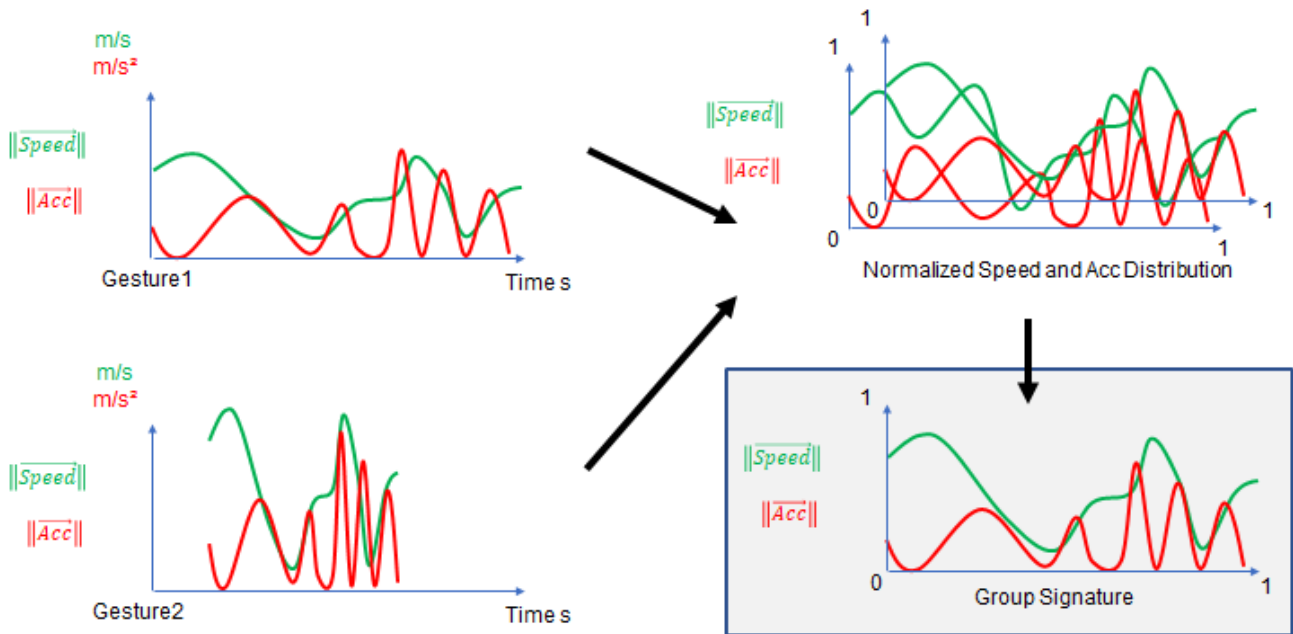 m/s
m/s²
‖Speed‖
‖Acc‖
Gesture1
Time s
m/s
m/s²
‖Speed‖
‖Acc‖
Gesture2
Time s
1
1
‖Speed‖
‖Acc‖
0
0
1
1
Normalized Speed and Acc Distribution
1
‖Speed‖
‖Acc‖
0
1
Group Signature